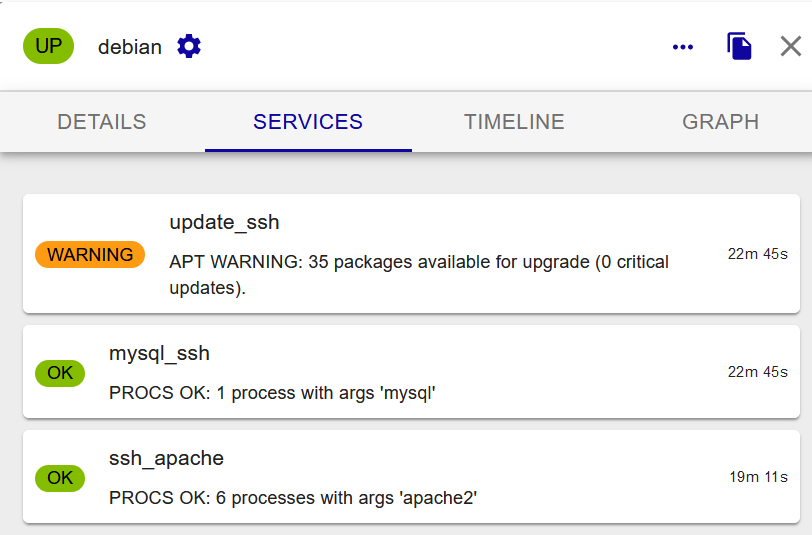 UP debian
DETAILS SERVICES TIMELINE GRAPH
update_ssh
WARNING APT WARNING: 35 packages available for upgrade (0 critical 22m 45s
updates).
mysql_ssh
OK 22m 45s
PROCS OK: 1 process with args 'mysql'
ssh_apache
OK 19m 11s
PROCS OK: 6 processes with args 'apache2'